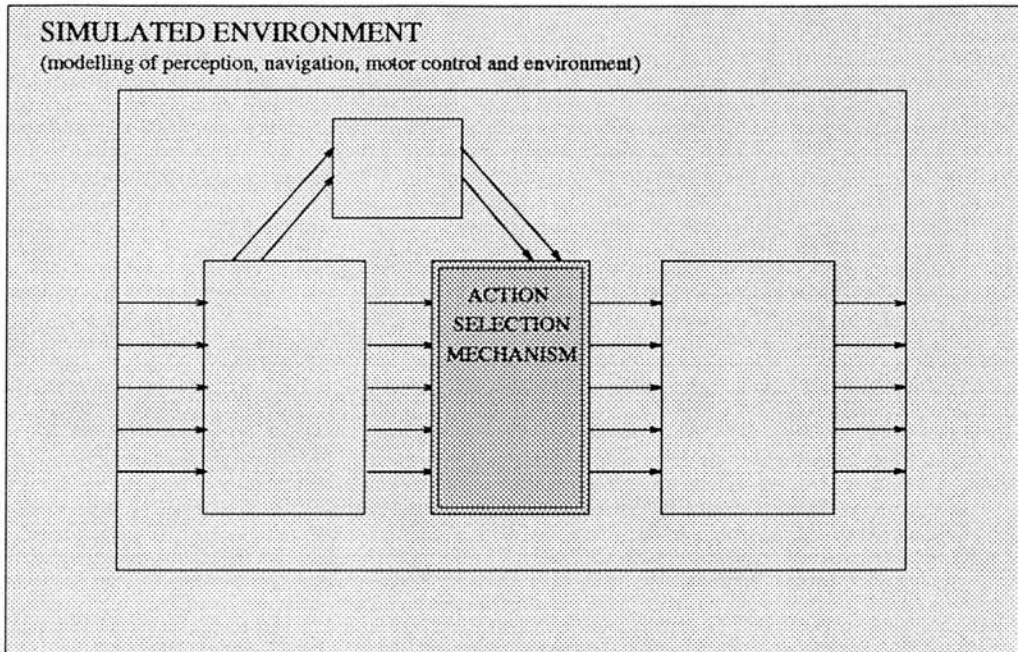 SIMULATED ENVIRONMENT
(modelling of perception, navigation, motor control and environment)
ACTION
SELECTION
MECHANISM